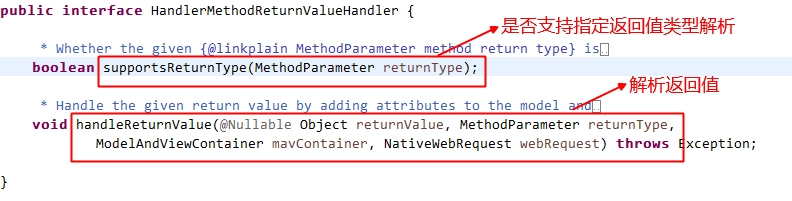 public interface HandlerMethodReturnValueHandler {
是否支持指定返回值类型解析
* Whether the given {@linkplain MethodParameter method return type} is
boolean supportsReturnType(MethodParameter returnType);
解析返回值
* Handle the given return value by adding attributes to the model and
void handleReturnValue(@Nullable Object returnValue, MethodParameter returnType,
ModelAndViewContainer mavContainer, NativeWebRequest webRequest) throws Exception;
}